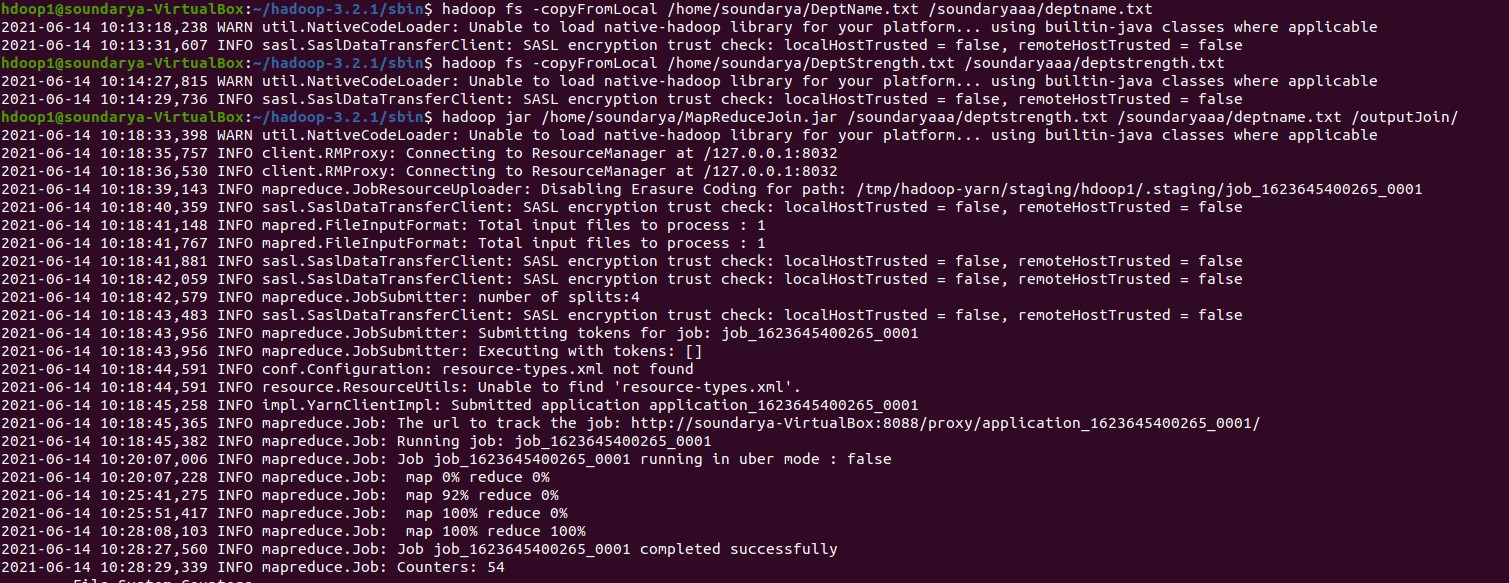 hdoop1@soundarya-VirtualBox:~/hadoop-3.2.1/sbin$ hadoop fs -copyFromLocal /home/soundarya/DeptName.txt /soundaryaaa/deptname.txt
2021-06-14 10:13:18,238 WARN util.NativeCodeLoader: Unable to load native-hadoop library for your platform... using builtin-java classes where applicable
2021-06-14 10:13:31,607 INFO sasl.SaslDataTransferClient: SASL encryption trust check: localHostTrusted = false, remoteHostTrusted = false
hdoop1@soundarya-VirtualBox:~/hadoop-3.2.1/sbin$ hadoop fs -copyFromLocal /home/soundarya/DeptStrength.txt /soundaryaaa/deptstrength.txt
2021-06-14 10:14:27,815 WARN util.NativeCodeLoader: Unable to load native-hadoop library for your platform... using builtin-java classes where applicable
2021-06-14 10:14:29,736 INFO sasl.SaslDataTransferClient: SASL encryption trust check: localHostTrusted = false, remoteHostTrusted = false
hdoop1@soundarya-VirtualBox:~/hadoop-3.2.1/sbin$ hadoop jar /home/soundarya/MapReduceJoin.jar /soundaryaaa/deptstrength.txt /soundaryaaa/deptname.txt /outputJoin/
2021-06-14 10:18:33,398 WARN util.NativeCodeLoader: Unable to load native-hadoop library for your platform... using builtin-java classes where applicable
2021-06-14 10:18:35,757 INFO client.RMProxy: Connecting to ResourceManager at /127.0.0.1:8032
2021-06-14 10:18:36,530 INFO client.RMProxy: Connecting to ResourceManager at /127.0.0.1:8032
2021-06-14 10:18:39,143 INFO mapreduce.JobResourceUploader: Disabling Erasure Coding for path: /tmp/hadoop-yarn/staging/hdoop1/.staging/job_1623645400265_0001
2021-06-14 10:18:40,359 INFO sasl.SaslDataTransferClient: SASL encryption trust check: localHostTrusted = false, remoteHostTrusted = false
2021-06-14 10:18:41,148 INFO mapred.FileInputFormat: Total input files to process : 1
2021-06-14 10:18:41,767 INFO mapred.FileInputFormat: Total input files to process : 1
2021-06-14 10:18:41,881 INFO sasl.SaslDataTransferClient: SASL encryption trust check: localHostTrusted = false, remoteHostTrusted = false
2021-06-14 10:18:42,059 INFO sasl.SaslDataTransferClient: SASL encryption trust check: localHostTrusted = false, remoteHostTrusted = false
2021-06-14 10:18:42,579 INFO mapreduce.JobSubmitter: number of splits:4
2021-06-14 10:18:43,483 INFO sasl.SaslDataTransferClient: SASL encryption trust check: localHostTrusted = false, remoteHostTrusted = false
2021-06-14 10:18:43,956 INFO mapreduce.JobSubmitter: Submitting tokens for job: job_1623645400265_0001
2021-06-14 10:18:43,956 INFO mapreduce.JobSubmitter: Executing with tokens: []
2021-06-14 10:18:44,591 INFO conf.Configuration: resource-types.xml not found
2021-06-14 10:18:44,591 INFO resource.ResourceUtils: Unable to find 'resource-types.xml'.
2021-06-14 10:18:45,258 INFO impl.YarnClientImpl: Submitted application application_1623645400265_0001
2021-06-14 10:18:45,365 INFO mapreduce.Job: The url to track the job: http://soundarya-VirtualBox:8088/proxy/application_1623645400265_0001/
2021-06-14 10:18:45,382 INFO mapreduce.Job: Running job: job_1623645400265_0001
2021-06-14 10:20:07,006 INFO mapreduce.Job: Job job_1623645400265_0001 running in uber mode : false
2021-06-14 10:20:07,228 INFO mapreduce.Job:  map 0% reduce 0%
2021-06-14 10:25:41,275 INFO mapreduce.Job:  map 92% reduce 0%
2021-06-14 10:25:51,417 INFO mapreduce.Job:  map 100% reduce 0%
2021-06-14 10:28:08,103 INFO mapreduce.Job:  map 100% reduce 100%
2021-06-14 10:28:27,560 INFO mapreduce.Job: Job job_1623645400265_0001 completed successfully
2021-06-14 10:28:29,339 INFO mapreduce.Job: Counters: 54
File System Counters